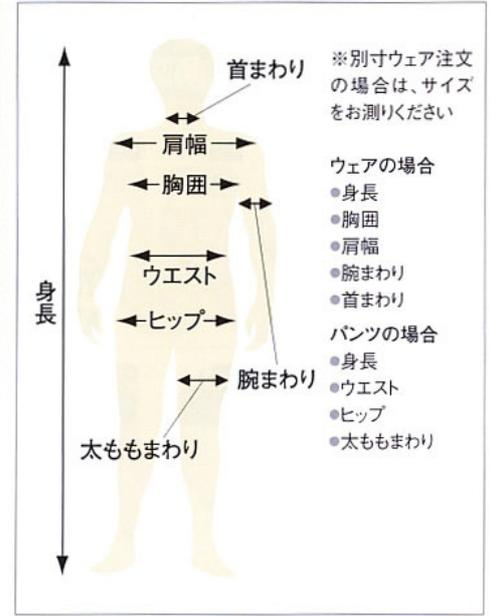 首まわり
肩幅
胸囲
ウエスト
ヒップ
身長
腕まわり
太ももまわり
※別寸ウェア注文
の場合は、サイズ
をお測りください
ウェアの場合
●身長
●胸囲
●肩幅
●腕まわり
●首まわり
パンツの場合
●身長
●ウエスト
●ヒップ
●太ももまわり